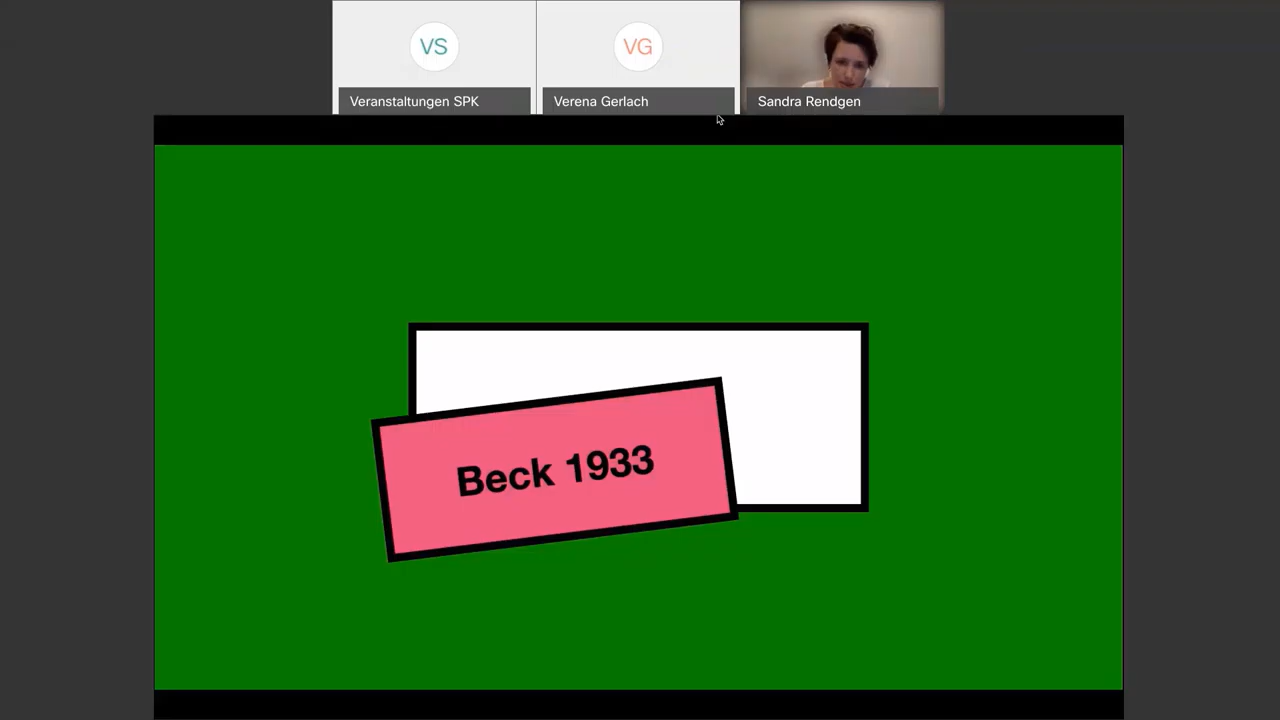 VS
VG
Veranstaltungen SPK
Verena Gerlach
Sandra Rendgen
Beck 1933